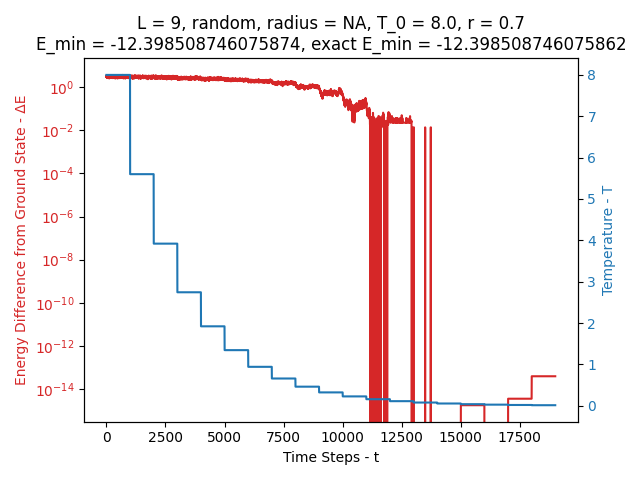 L = 9, random, radius = NA, T_0 = 8.0, r = 0.7
E_min = -12.398508746075874, exact E_min = -12.398508746075862
Energy Difference from Ground State - ΔE
10⁰
10⁻²
10⁻⁴
10⁻⁶
10⁻⁸
10⁻¹⁰
10⁻¹²
10⁻¹⁴
8
7
6
5
4
3
2
1
0
Temperature - T
0 2500 5000 7500 10000 12500 15000 17500
Time Steps - t